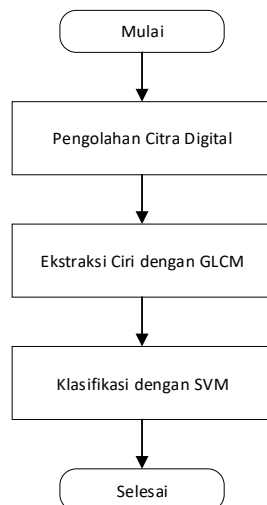 Mulai
Pengolahan Citra Digital
Ekstraksi Ciri dengan GLCM
Klasifikasi dengan SVM
Selesai